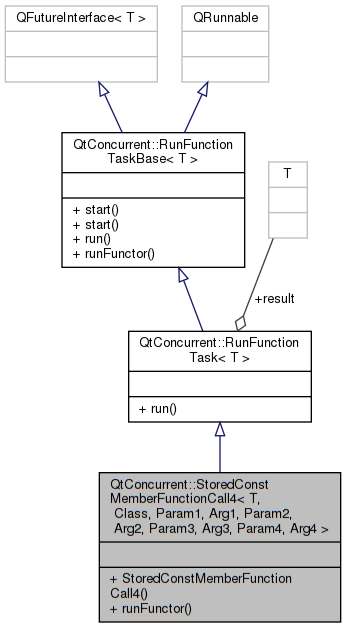 QFutureInterface< T >
QRunnable
QtConcurrent::RunFunction
TaskBase< T >
+ start()
+ start()
+ run()
+ runFunctor()
T
+result
QtConcurrent::RunFunction
Task< T >
+ run()
QtConcurrent::StoredConst
MemberFunctionCall4< T,
Class, Param1, Arg1, Param2,
Arg2, Param3, Arg3, Param4, Arg4 >
+ StoredConstMemberFunction
Call4()
+ runFunctor()